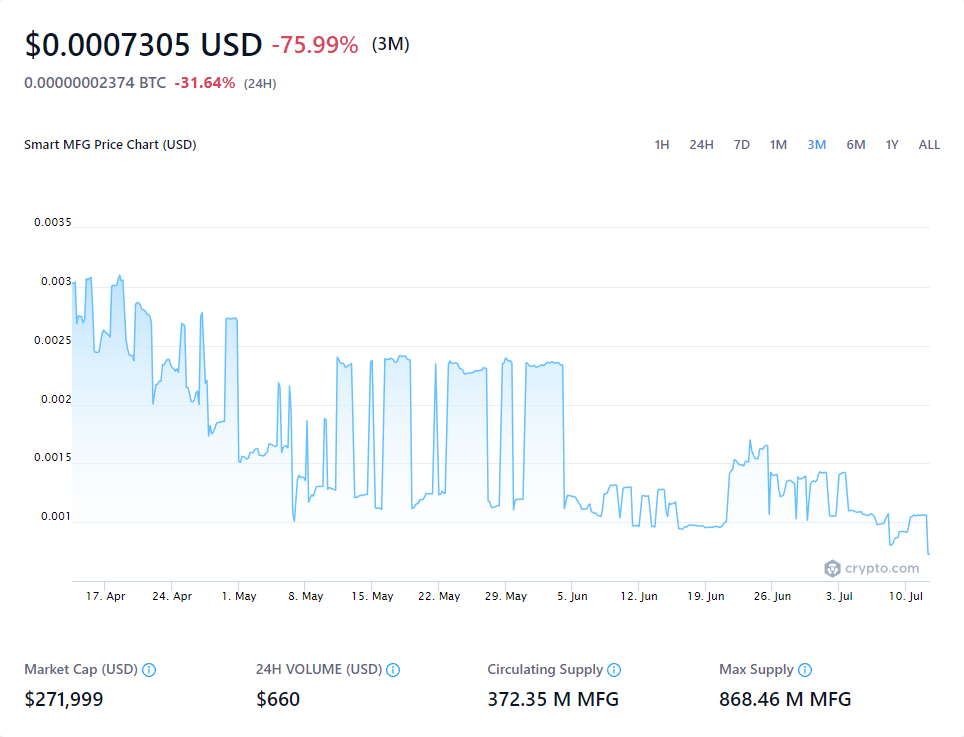 $0.0007305 USD -75.99% (3M)
0.00000002374 BTC -31.64% (24H)
Smart MFG Price Chart (USD) 1H 24H 7D 1M 3M 6M 1Y ALL
0.0035
0.003
0.0025
0.002
0.0015
0.001
crypto.com
17. Apr 24. Apr 1. May 8. May 15. May 22. May 29. May 5. Jun 12. Jun 19. Jun 26. Jun 3. Jul 10. Jul
Market Cap (USD) 24H VOLUME (USD) Circulating Supply Max Supply
$271,999 $660 372.35 M MFG 868.46 M MFG